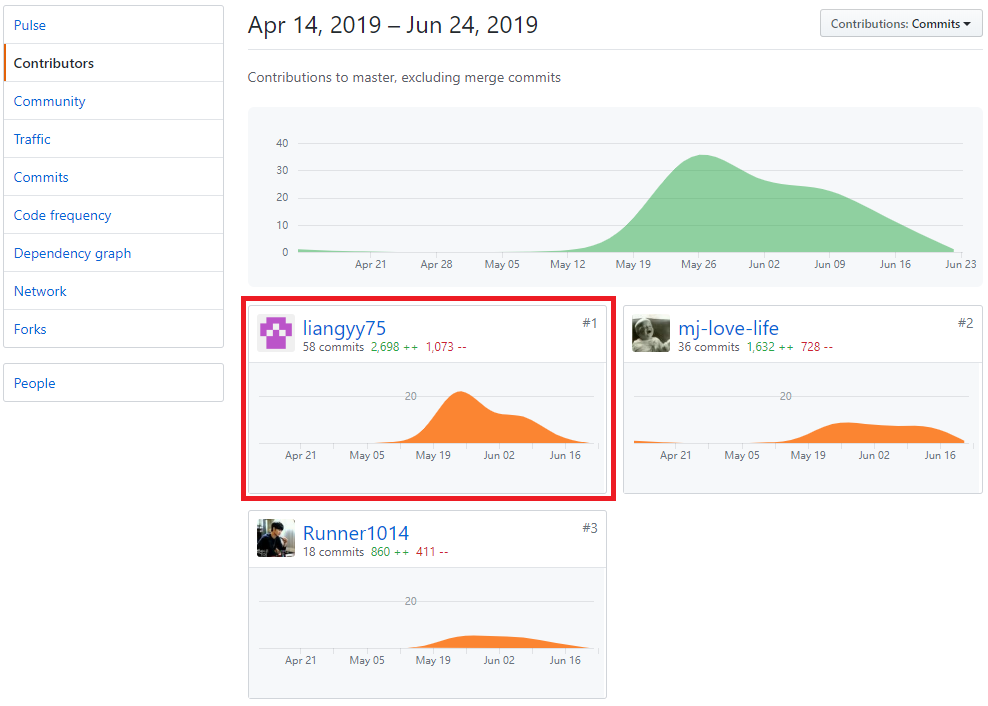 Pulse
Contributors
Community
Traffic
Commits
Code frequency
Dependency graph
Network
Forks
People
Apr 14, 2019 – Jun 24, 2019
Contributions: Commits
Contributions to master, excluding merge commits
40
30
20
10
0
Apr 21 Apr 28 May 05 May 12 May 19 May 26 Jun 02 Jun 09 Jun 16 Jun 23
liangyy75 #1
58 commits 2,698 ++ 1,073 --
20
Apr 21 May 05 May 19 Jun 02 Jun 16
mj-love-life #2
36 commits 1,632 ++ 728 --
20
Apr 21 May 05 May 19 Jun 02 Jun 16
Runner1014 #3
18 commits 860 ++ 411 --
20
Apr 21 May 05 May 19 Jun 02 Jun 16